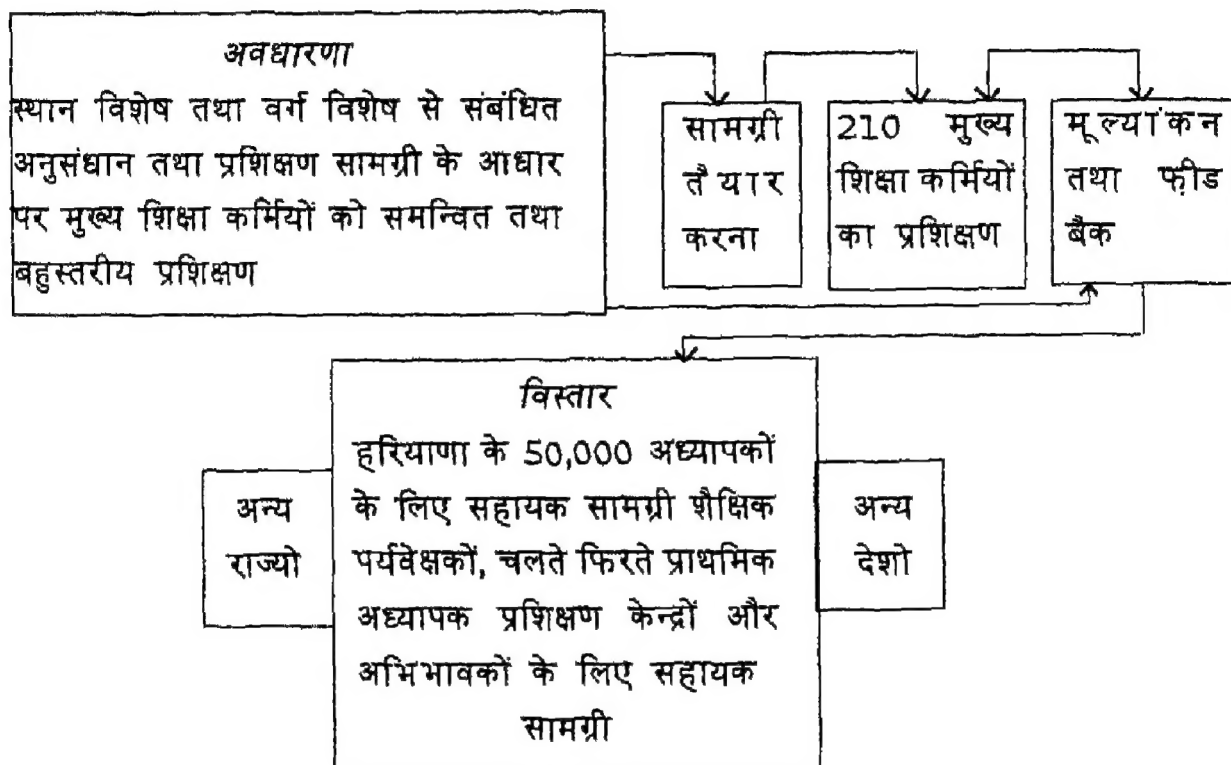 अवधारणा
स्थान विशेष तथा वर्ग विशेष से संबंधित
अनुसंधान तथा प्रशिक्षण सामग्री के आधार
पर मुख्य शिक्षा कर्मियों को समन्वित तथा
बहुस्तरीय प्रशिक्षण
सामग्री
तैयार
करना
210 मुख्य
शिक्षा कर्मियों
का प्रशिक्षण
मूल्यांकन
तथा फ़ीड
बैक
विस्तार
हरियाणा के 50,000 अध्यापकों
के लिए सहायक सामग्री शैक्षिक
पर्यवेक्षकों, चलते फिरते प्राथमिक
अध्यापक प्रशिक्षण केन्द्रों और
अभिभावकों के लिए सहायक
सामग्री
अन्य
राज्यो
अन्य
देशो